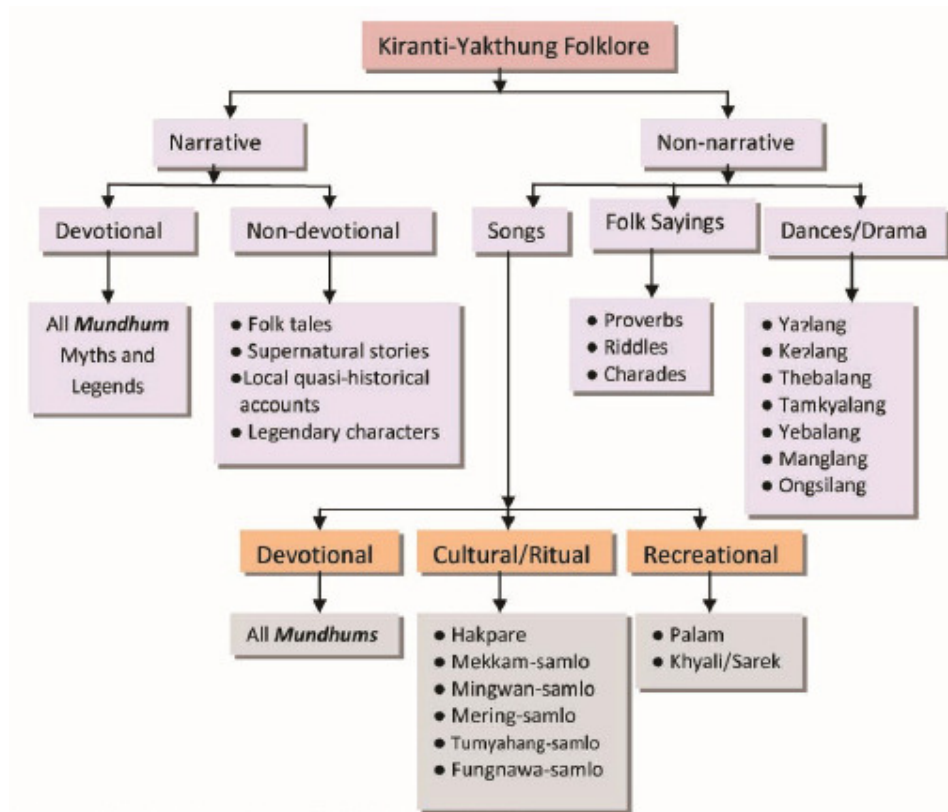 Kiranti-Yakthung Folklore
Narrative
Non-narrative
Devotional
Non-devotional
Songs
Folk Sayings
Dances/Drama
All Mundhum
Myths and
Legends
● Folk tales
● Supernatural stories
●Local quasi-historical
accounts
● Legendary characters
● Proverbs
● Riddles
● Charades
● Yaɂlang
● Keɂlang
● Thebalang
● Tamkyalang
● Yebalang
● Manglang
● Ongsilang
Devotional
Cultural/Ritual
Recreational
All Mundhums
● Hakpare
● Mekkam-samlo
● Mingwan-samlo
● Mering-samlo
● Tumyahang-samlo
● Fungnawa-samlo
● Palam
● Khyali/Sarek